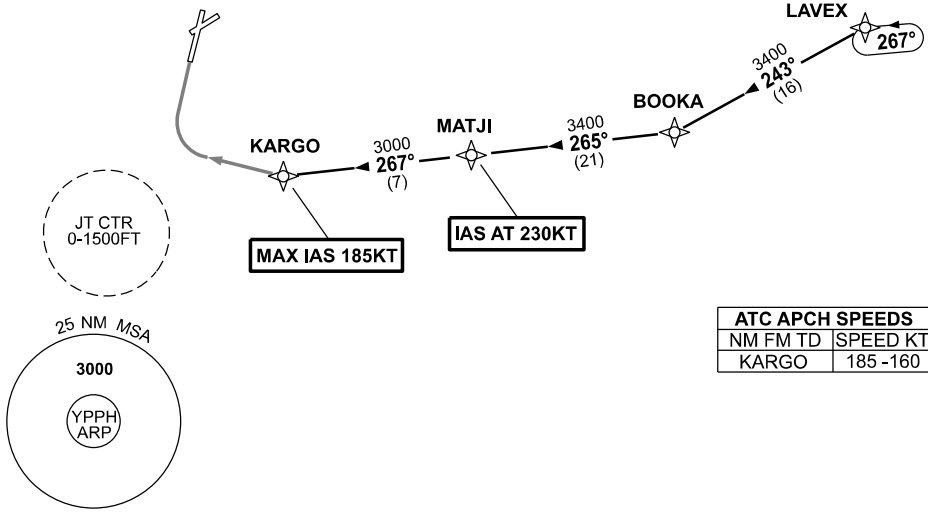 LAVEX
267°
3400
243°
(16)
BOOKA
3400
265°
(21)
MATJI
IAS AT 230KT
3000
267°
(7)
KARGO
MAX IAS 185KT
JT CTR
0-1500FT
25 NM MSA
3000
YPPH
ARP
ATC APCH SPEEDS
NM FM TD SPEED KT
KARGO 185 -160